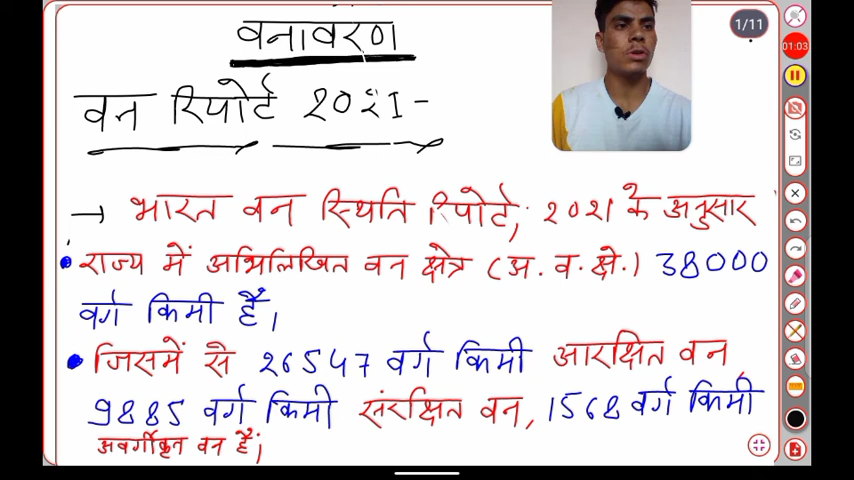 वनावरण
1/11
01:03
वन रिपोर्ट 2021-
→ भारत वन स्थिति रिपोर्ट, 2021 के अनुसार
• राज्य में अभिलिखित वन क्षेत्र (अ. व. क्षे.) 38000
वर्ग किमी हैं।
• जिसमें से 26547 वर्ग किमी आरक्षित वन,
9885 वर्ग किमी संरक्षित वन, 1568 वर्ग किमी
अवर्गीकृत वन हैं।